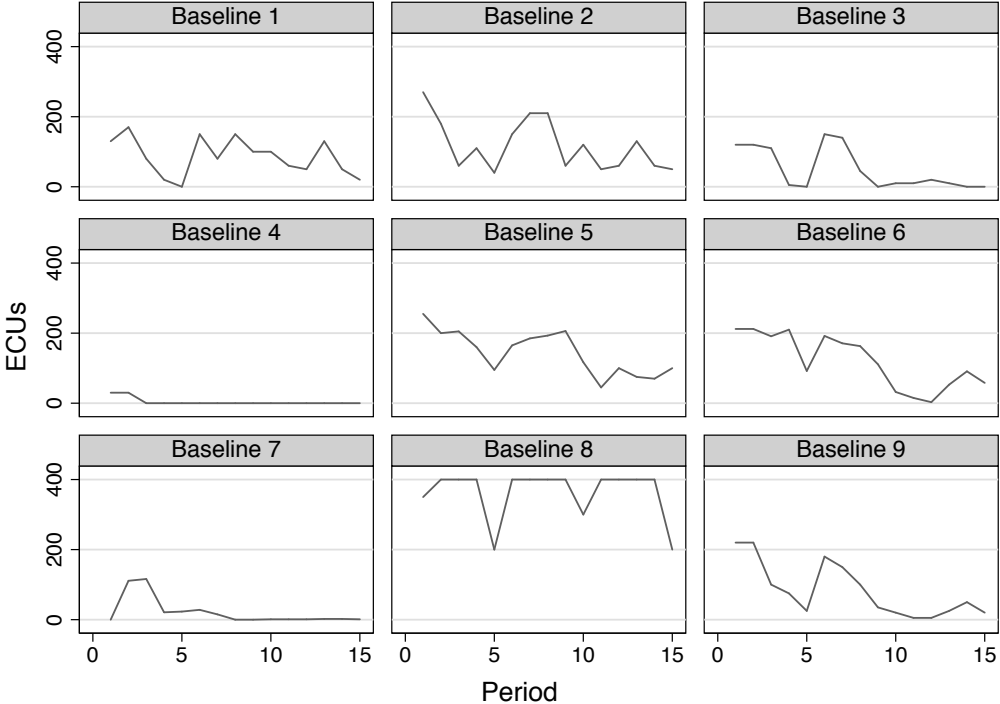 Baseline 1
Baseline 2
Baseline 3
400
200
0
Baseline 4
Baseline 5
Baseline 6
400
200
0
ECUs
Baseline 7
Baseline 8
Baseline 9
400
200
0
0 5 10 15
0 5 10 15
0 5 10 15
Period